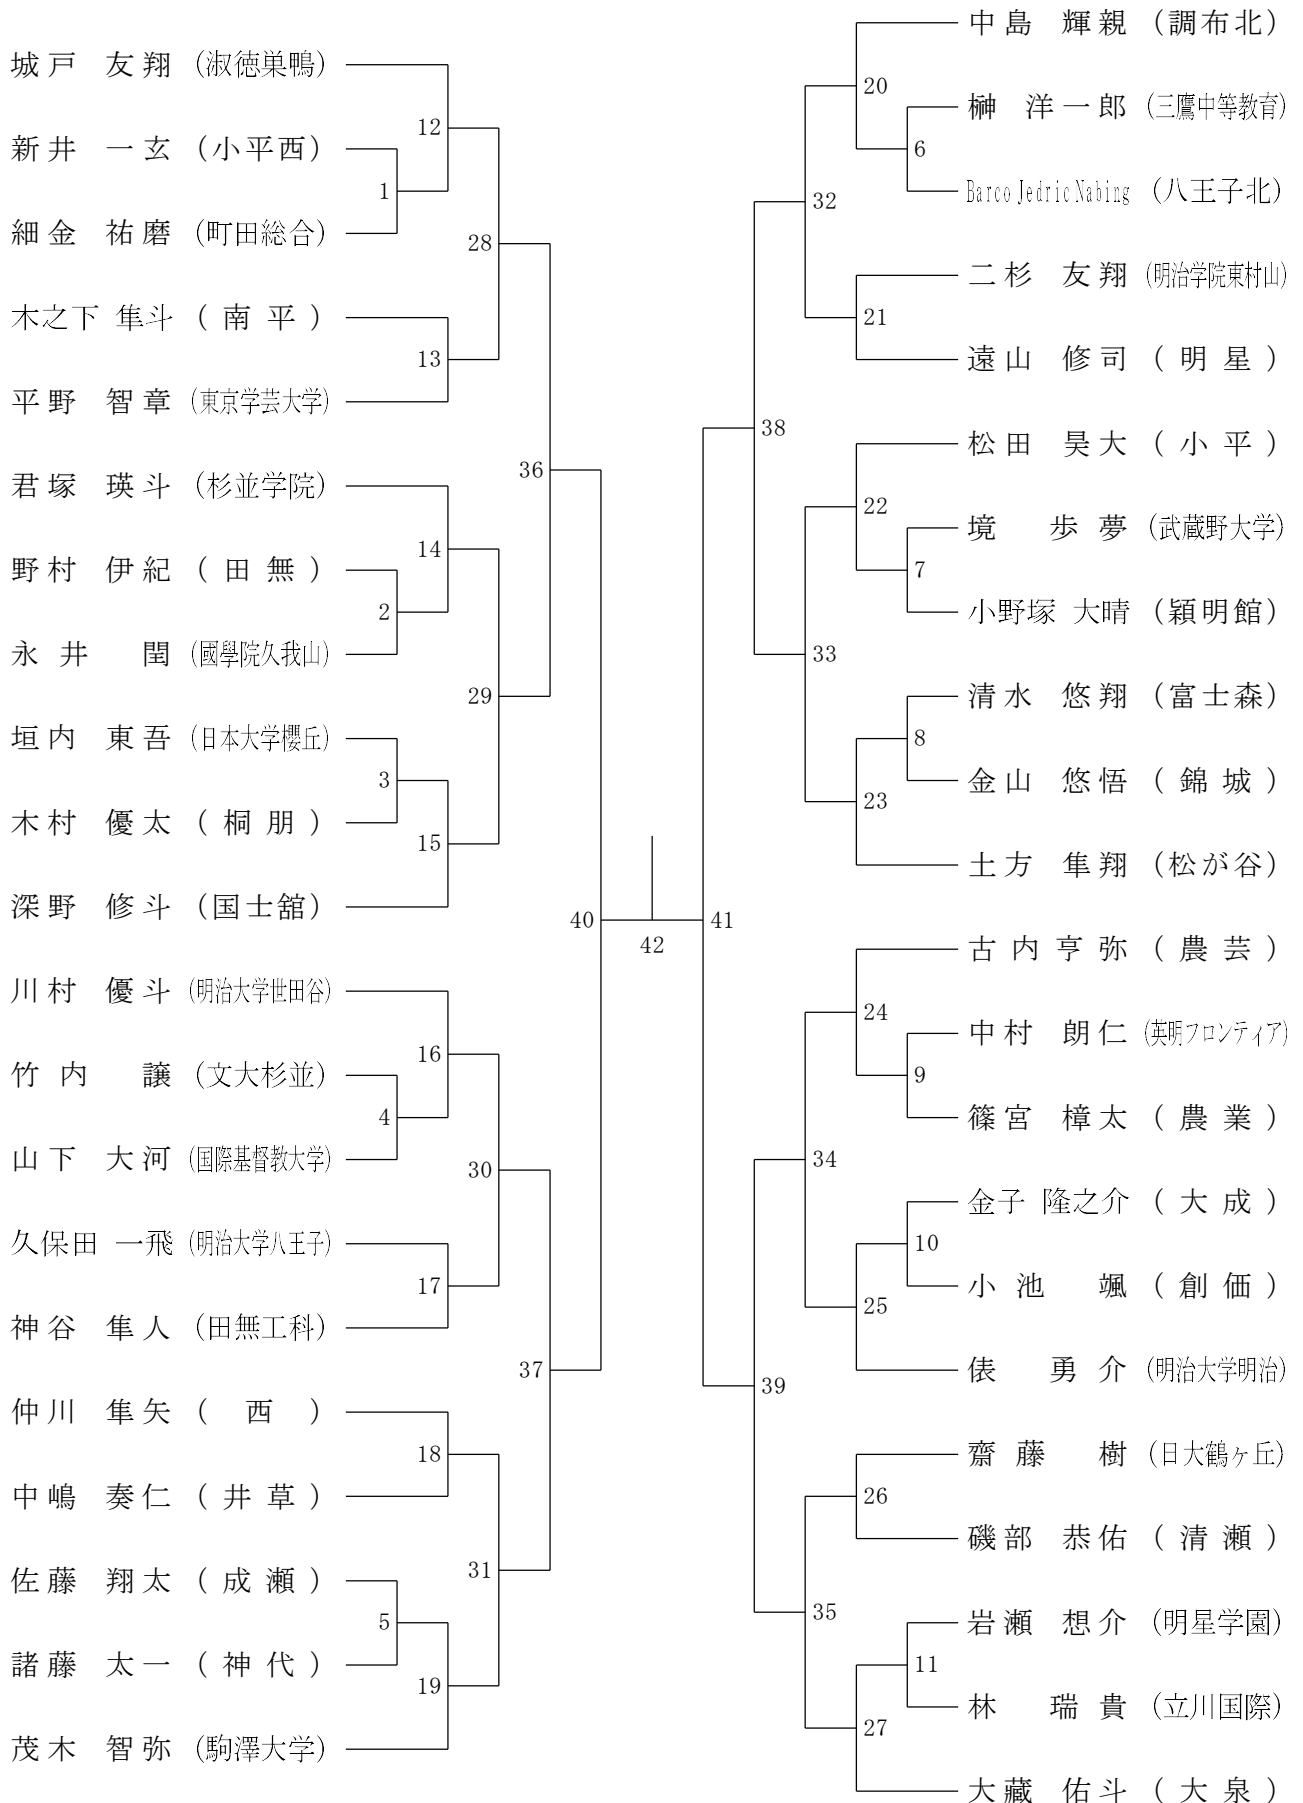 城戸 友翔 (淑徳巣鴨)
12
新井 一玄 (小平西)
1
細金 祐磨 (町田総合)
28
木之下 隼斗 (南平)
13
平野 智章 (東京学芸大学)
36
君塚 瑛斗 (杉並学院)
14
野村 伊紀 (田無)
2
永井 閏 (國學院久我山)
29
垣内 東吾 (日本大学櫻丘)
3
木村 優太 (桐朋)
15
深野 修斗 (国士舘)
40
川村 優斗 (明治大学世田谷)
16
竹内 譲 (文大杉並)
4
山下 大河 (国際基督教大学)
30
久保田 一飛 (明治大学八王子)
17
神谷 隼人 (田無工科)
37
仲川 隼矢 (西)
18
中嶋 奏仁 (井草)
佐藤 翔太 (成瀬)
31
5
諸藤 太一 (神代)
19
茂木 智弥 (駒澤大学)
42
中島 輝親 (調布北)
20
榊 洋一郎 (三鷹中等教育)
6
Barco Jedric Nabing (八王子北)
32
二杉 友翔 (明治学院東村山)
21
遠山 修司 (明星)
38
松田 昊大 (小平)
22
境 歩夢 (武蔵野大学)
7
小野塚 大晴 (穎明館)
33
清水 悠翔 (富士森)
8
金山 悠悟 (錦城)
23
土方 隼翔 (松が谷)
41
古内 亨弥 (農芸)
24
中村 朗仁 (英明フロンティア)
9
篠宮 樟太 (農業)
34
金子 隆之介 (大成)
10
小池 颯 (創価)
25
俵 勇介 (明治大学明治)
39
齋藤 樹 (日大鶴ヶ丘)
26
磯部 恭佑 (清瀬)
35
岩瀬 想介 (明星学園)
11
林 瑞貴 (立川国際)
27
大藏 佑斗 (大泉)